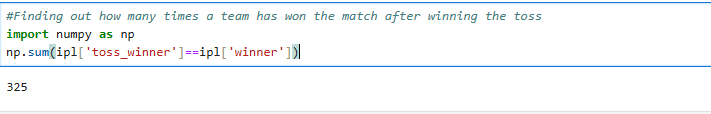 #Finding out how many times a team has won the match after winning the toss
import numpy as np
np.sum(ipl['toss_winner']==ipl['winner'])
325